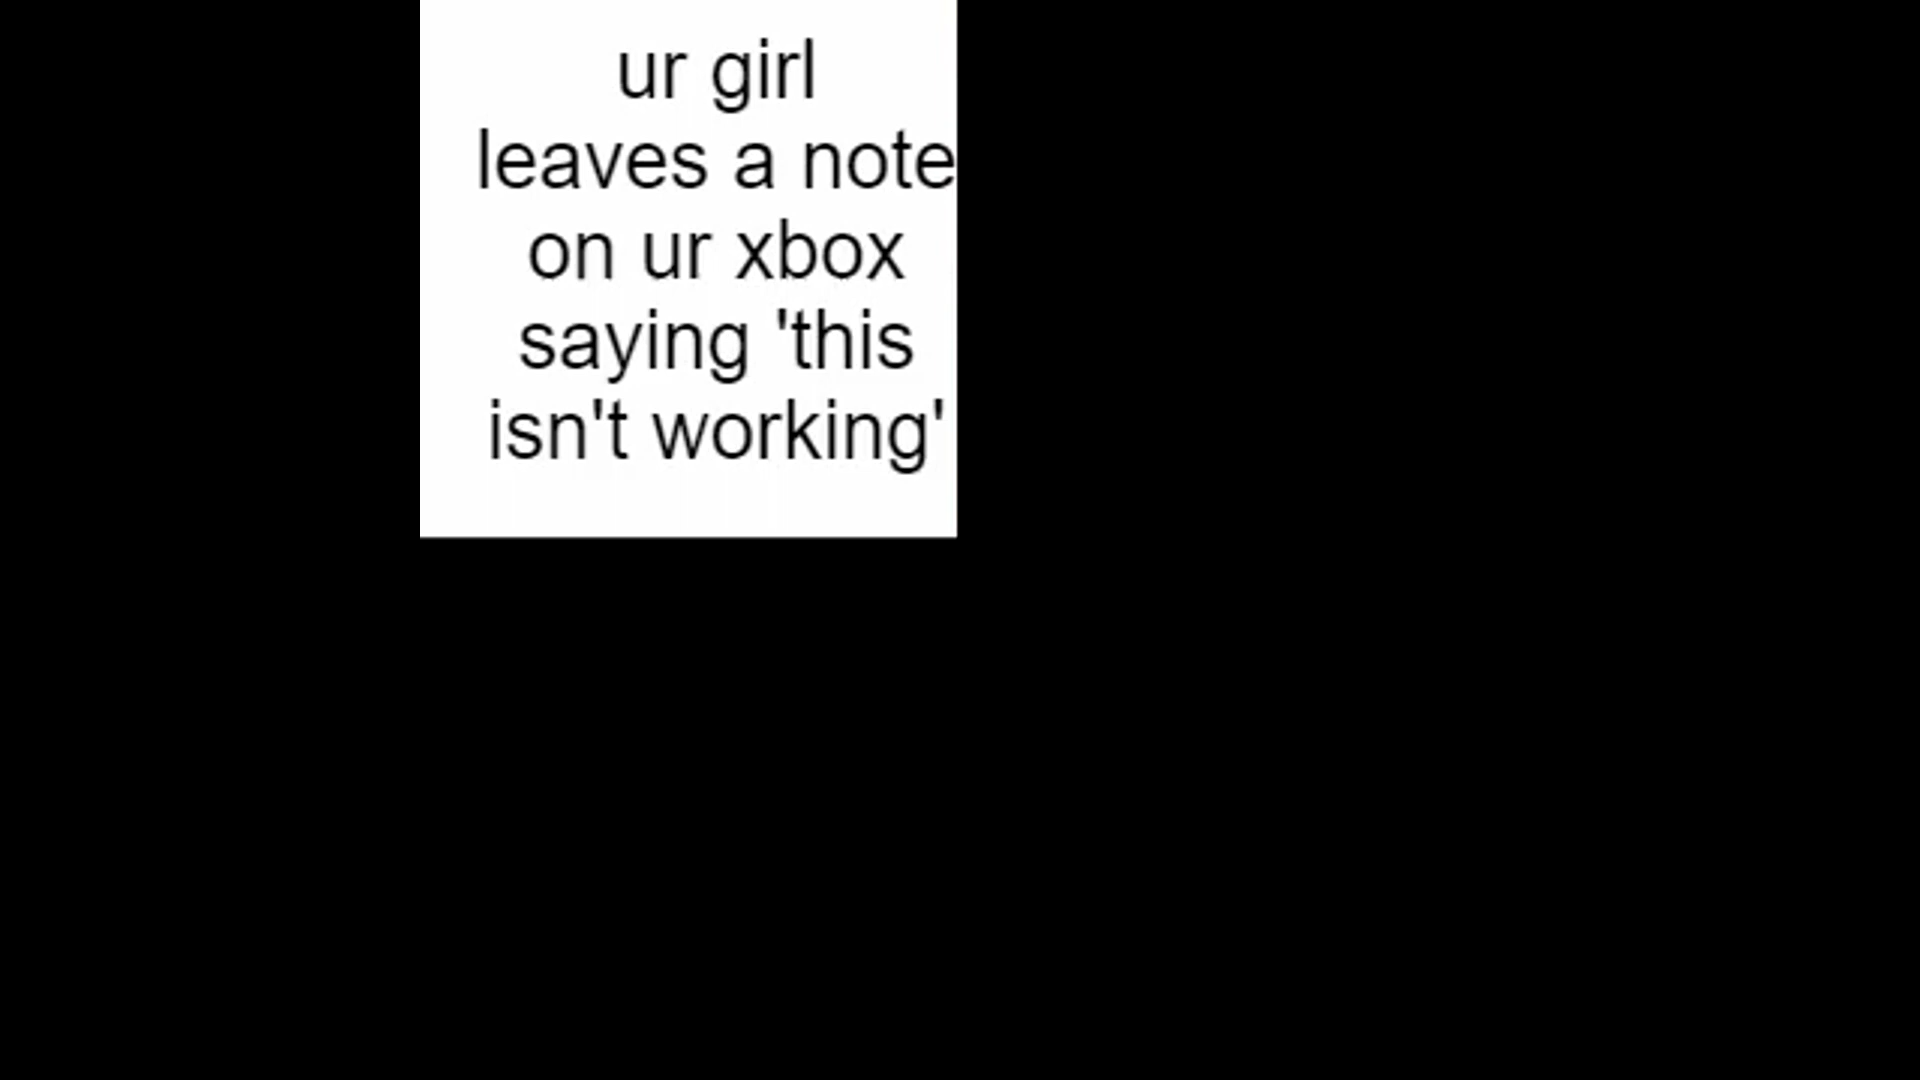 ur girl
leaves a note
on ur xbox
saying 'this
isn't working'